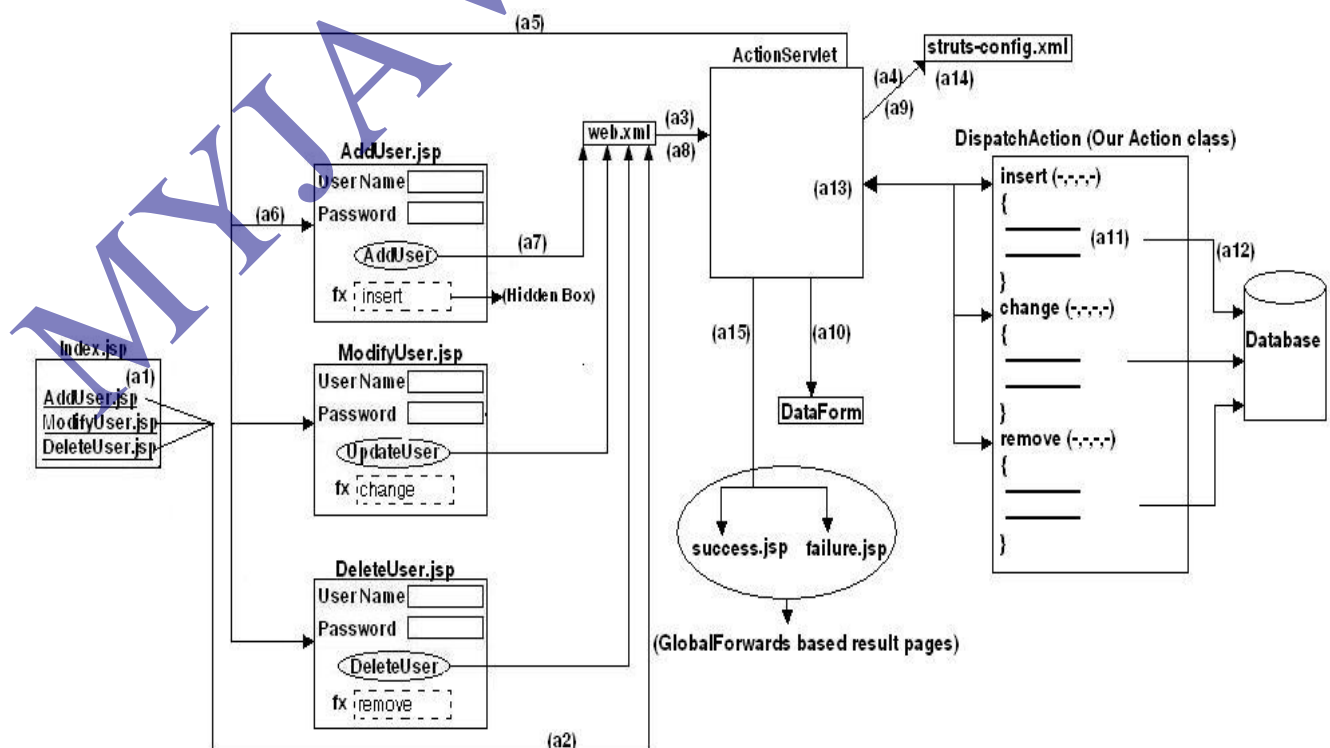 MYJA
(a5)
ActionServlet
struts-config.xml
(a4)
(a14)
(a9)
web.xml
(a3)
(a8)
DispatchAction (Our Action class)
AddUser.jsp
UserName
Password
(a6)
AddUser
(a7)
fx
insert
(Hidden Box)
(a13)
insert (-,-,-,-)
{
(a11)
}
(a12)
change (-,-,-,-)
{
}
remove (-,-,-,-)
{
}
Database
Index.jsp
(a1)
AddUser.jsp
ModifyUser.jsp
DeleteUser.jsp
ModifyUser.jsp
UserName
Password
UpdateUser
fx
change
(a15)
(a10)
DataForm
success.jsp
failure.jsp
(GlobalForwards based result pages)
DeleteUser.jsp
UserName
Password
DeleteUser
fx
remove
(a2)